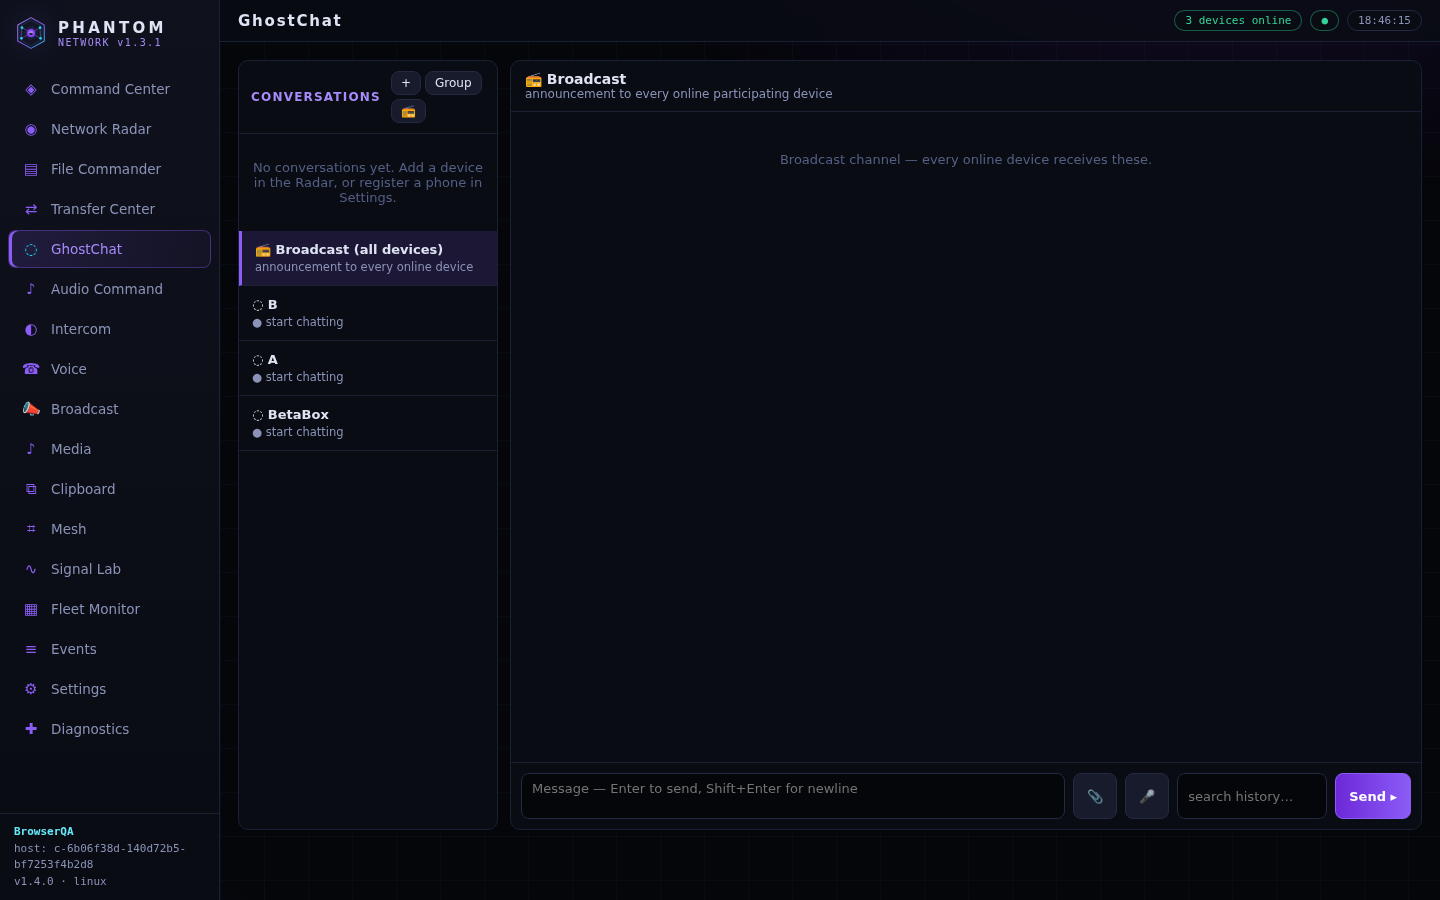 PHANTOM
NETWORK v1.3.1
Command Center
Network Radar
File Commander
Transfer Center
GhostChat
Audio Command
Intercom
Voice
Broadcast
Media
Clipboard
Mesh
Signal Lab
Fleet Monitor
Events
Settings
Diagnostics
BrowserQA
host: c-6b06f38d-140d72b5-
bf7253f4b2d8
v1.4.0 · linux
GhostChat
3 devices online
18:46:15
CONVERSATIONS
+ Group
No conversations yet. Add a device
in the Radar, or register a phone in
Settings.
📻 Broadcast (all devices)
announcement to every online device
B
● start chatting
A
● start chatting
BetaBox
● start chatting
📻 Broadcast
announcement to every online participating device
Broadcast channel — every online device receives these.
Message — Enter to send, Shift+Enter for newline
search history...
Send ▸